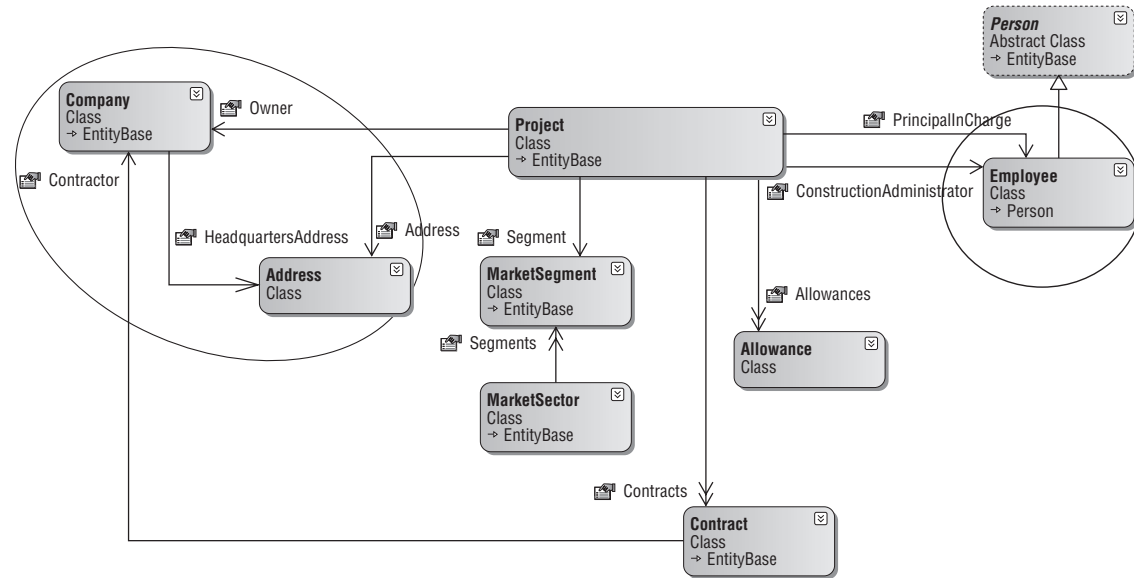 Person
Abstract Class
→ EntityBase
Company
Class
→ EntityBase
Owner
Project
Class
→ EntityBase
PrincipalInCharge
Employee
Class
→ Person
Contractor
ConstructionAdministrator
HeadquartersAddress
Address
Segment
Address
Class
MarketSegment
Class
→ EntityBase
Allowances
Segments
Allowance
Class
MarketSector
Class
→ EntityBase
Contracts
Contract
Class
→ EntityBase